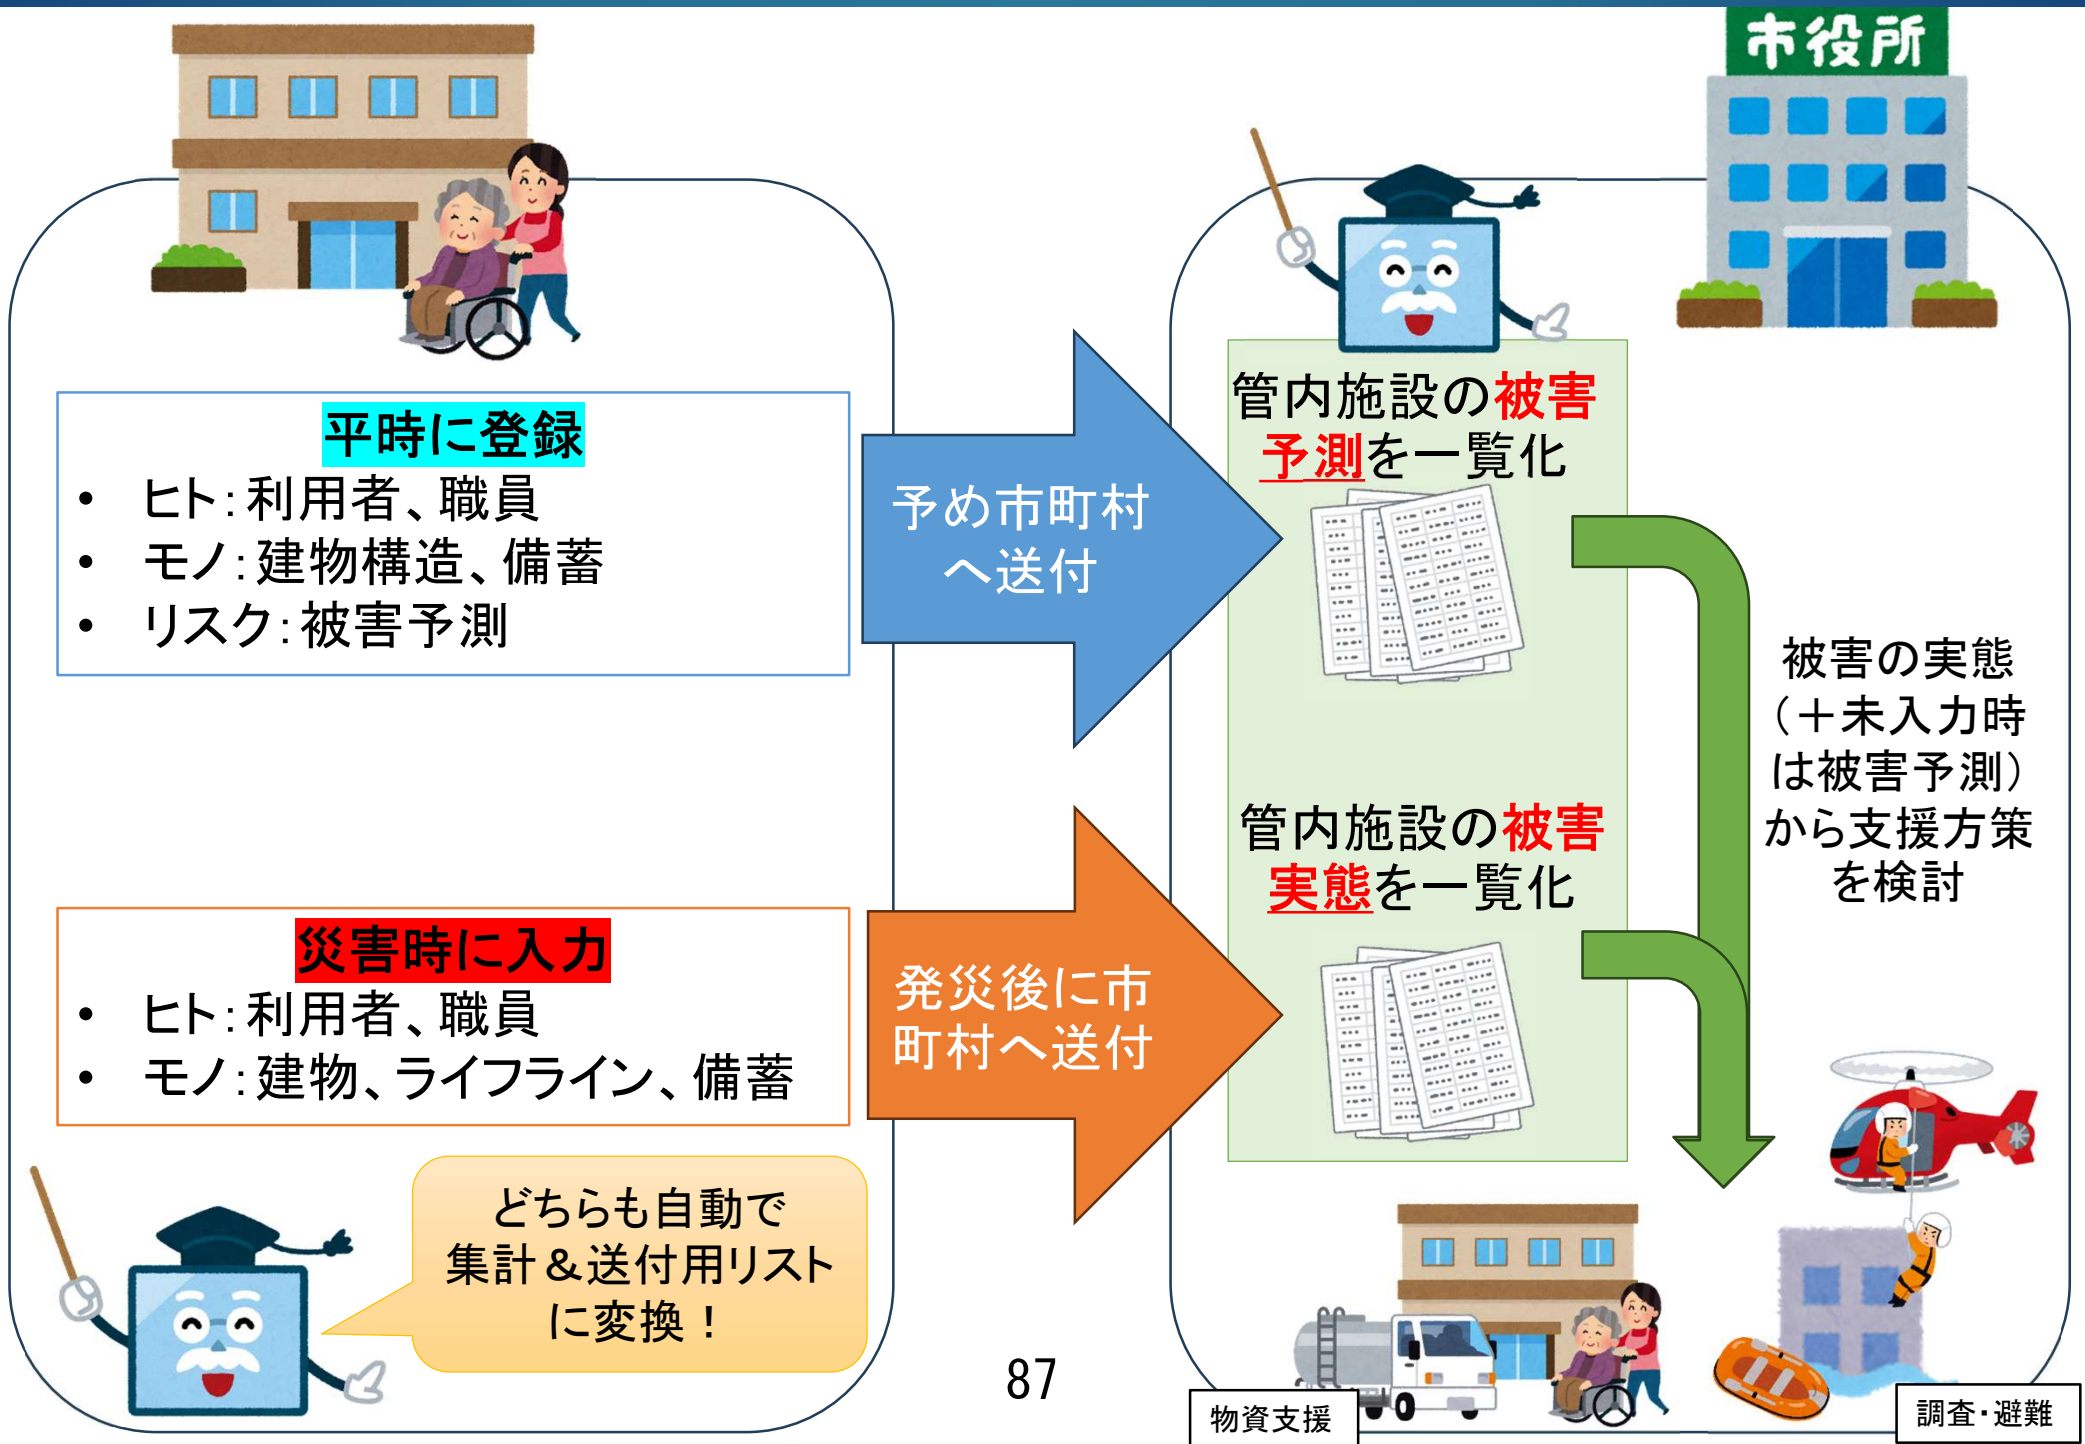 市役所
平時に登録
• ヒト：利用者、職員
• モノ：建物構造、備蓄
• リスク：被害予測
予め市町村
へ送付
管内施設の被害
予測を一覧化
被害の実態
（＋未入力時
は被害予測）
から支援方策
を検討
災害時に入力
• ヒト：利用者、職員
• モノ：建物、ライフライン、備蓄
発災後に市
町村へ送付
管内施設の被害
実態を一覧化
どちらも自動で
集計＆送付用リスト
に変換！
87
物資支援
調査・避難